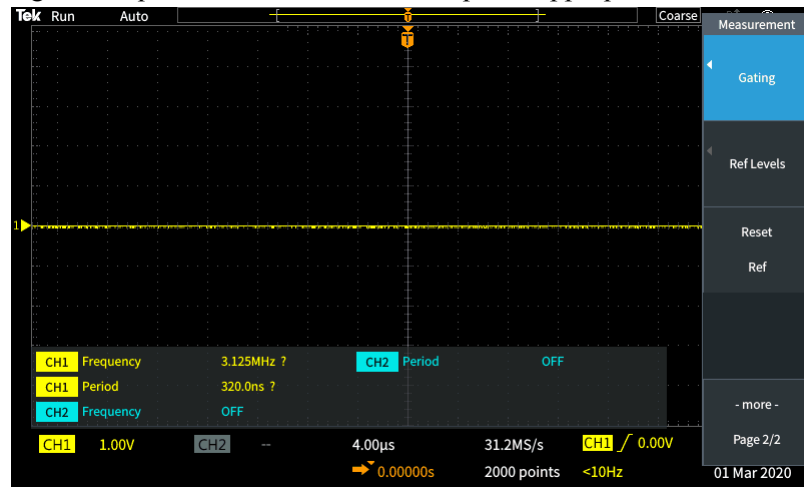 Tek Run Auto Coarse
T
T
Measurement
Gating
Ref Levels
Reset
Ref
- more -
Page 2/2
1
CH1 Frequency 3.125MHz ? CH2 Period OFF
CH1 Period 320.0ns ?
CH2 Frequency OFF
CH1 1.00V CH2 -- 4.00µs 31.2MS/s CH1 0.00V
0.00000s 2000 points <10Hz
01 Mar 2020